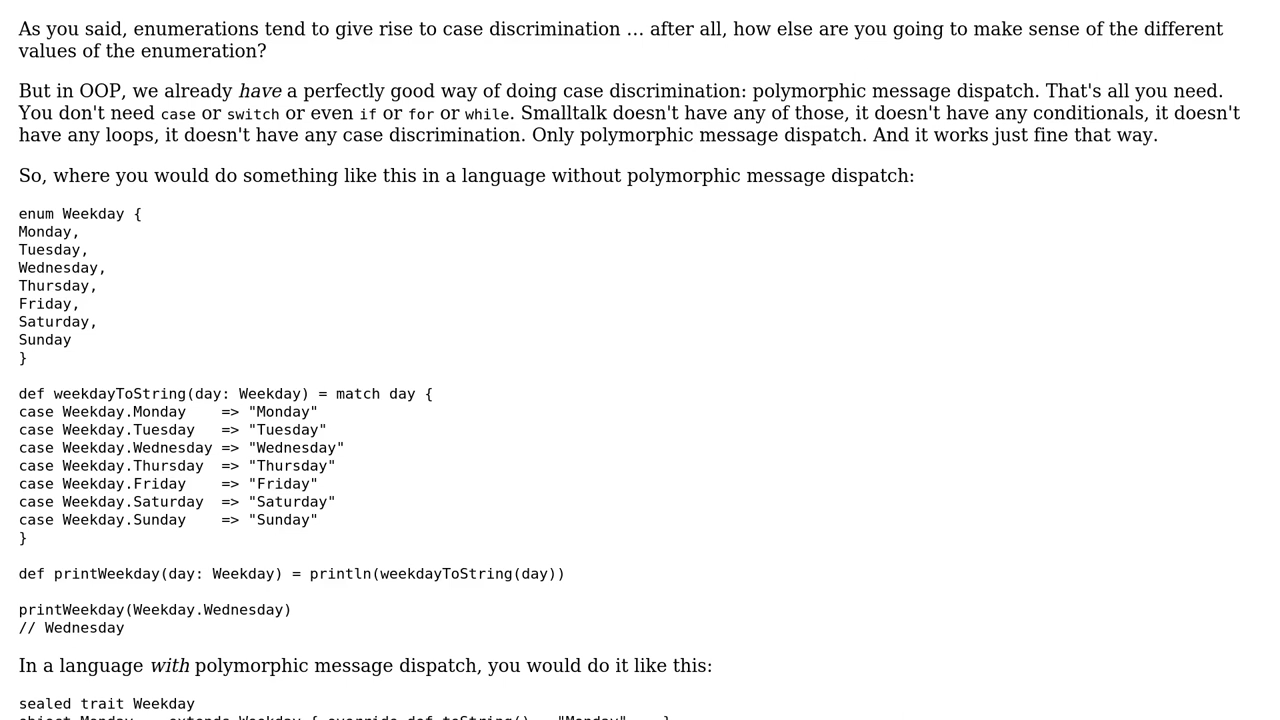 As you said, enumerations tend to give rise to case discrimination … after all, how else are you going to make sense of the different
values of the enumeration?
But in OOP, we already have a perfectly good way of doing case discrimination: polymorphic message dispatch. That's all you need.
You don't need case or switch or even if or for or while. Smalltalk doesn't have any of those, it doesn't have any conditionals, it doesn't
have any loops, it doesn't have any case discrimination. Only polymorphic message dispatch. And it works just fine that way.
So, where you would do something like this in a language without polymorphic message dispatch:
enum Weekday {
Monday,
Tuesday,
Wednesday,
Thursday,
Friday,
Saturday,
Sunday
}
def weekdayToString(day: Weekday) = match day {
case Weekday.Monday    => "Monday"
case Weekday.Tuesday   => "Tuesday"
case Weekday.Wednesday => "Wednesday"
case Weekday.Thursday  => "Thursday"
case Weekday.Friday    => "Friday"
case Weekday.Saturday  => "Saturday"
case Weekday.Sunday    => "Sunday"
}
def printWeekday(day: Weekday) = println(weekdayToString(day))
printWeekday(Weekday.Wednesday)
// Wednesday
In a language with polymorphic message dispatch, you would do it like this:
sealed trait Weekday